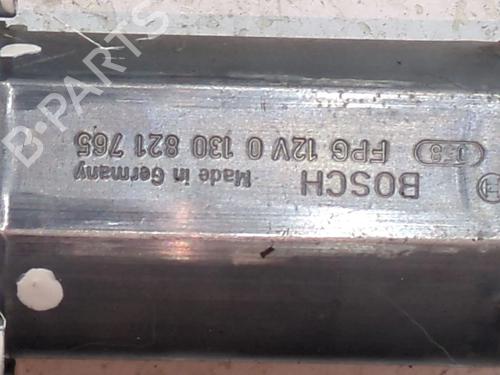 BOSCH Made in Germany
FPG 12V 0 130 821 765
B-PARTS